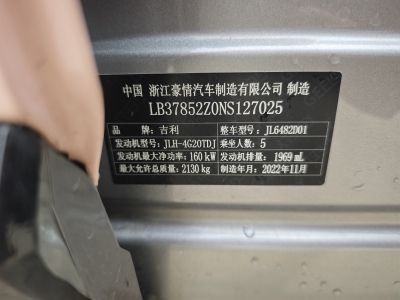 中国 浙江豪情汽车制造有限公司 制造
LB37852Z0NS127025
品牌：吉利 整车型号：JL6482D01
发动机型号：JLH-4G20TDJ 乘坐人数：5
发动机最大净功率：160 kW 发动机排量：1969 mL
最大允许总质量：2130 kg 制造年月：2022年11月